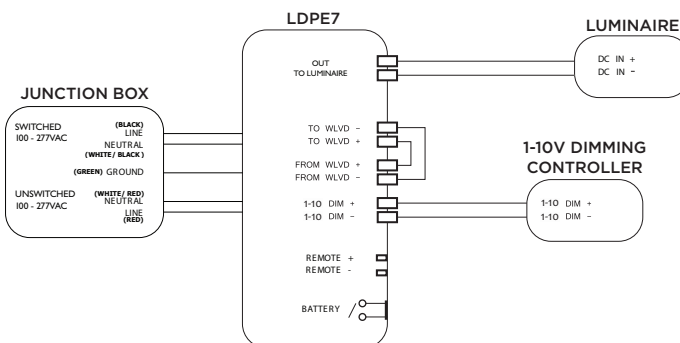 LDPE7
LUMINAIRE
OUT
TO LUMINAIRE
DC IN +
DC IN -
JUNCTION BOX
SWITCHED
100 - 277VAC
(BLACK)
LINE
NEUTRAL
(WHITE/ BLACK )
(GREEN) GROUND
UNSWITCHED
100 - 277VAC
(WHITE/ RED)
NEUTRAL
LINE
(RED)
TO WLVD -
TO WLVD +
FROM WLVD +
FROM WLVD -
1-10 DIM +
1-10 DIM -
REMOTE +
REMOTE -
BATTERY
1-10V DIMMING
CONTROLLER
1-10 DIM +
1-10 DIM -